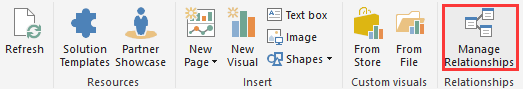 Refresh
Solution
Templates
Partner
Showcase
Resources
New
Page
New
Visual
Text box
Image
Shapes
Insert
From
Store
From
File
Custom visuals
Manage
Relationships
Relationships